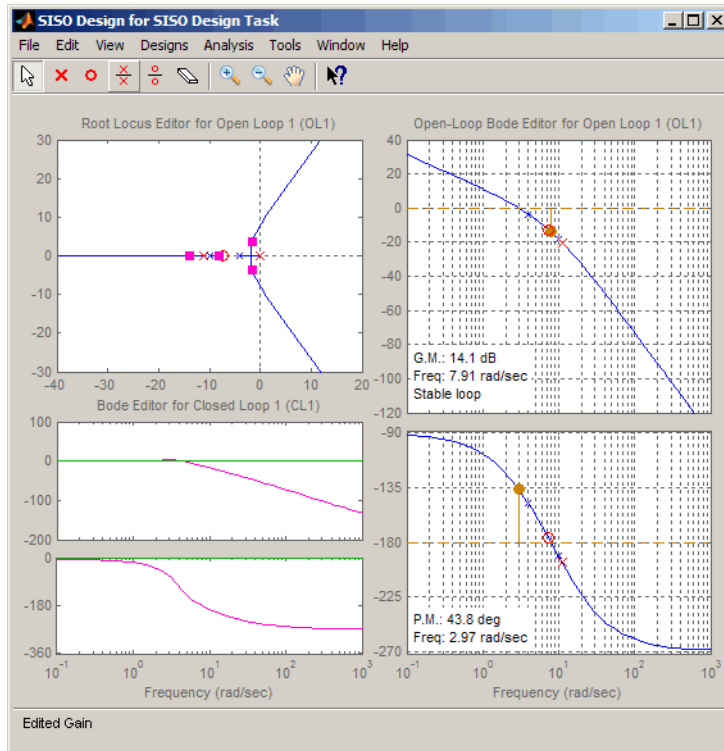 SISO Design for SISO Design Task
File Edit View Designs Analysis Tools Window Help
Root Locus Editor for Open Loop 1 (OL1)
30
20
10
0
-10
-20
-30
-40 -20 0 20
Bode Editor for Closed Loop 1 (CL1)
100
0
-100
-200
0
-180
-360
10^-1 10^0 10^1 10^2 10^3
Frequency (rad/sec)
Open-Loop Bode Editor for Open Loop 1 (OL1)
40
20
0
-20
-40
-60
-80
-100
-120
G.M.: 14.1 dB
Freq: 7.91 rad/sec
Stable loop
-90
-135
-180
-225
-270
P.M.: 43.8 deg
Freq: 2.97 rad/sec
10^-1 10^0 10^1 10^2 10^3
Frequency (rad/sec)
Edited Gain